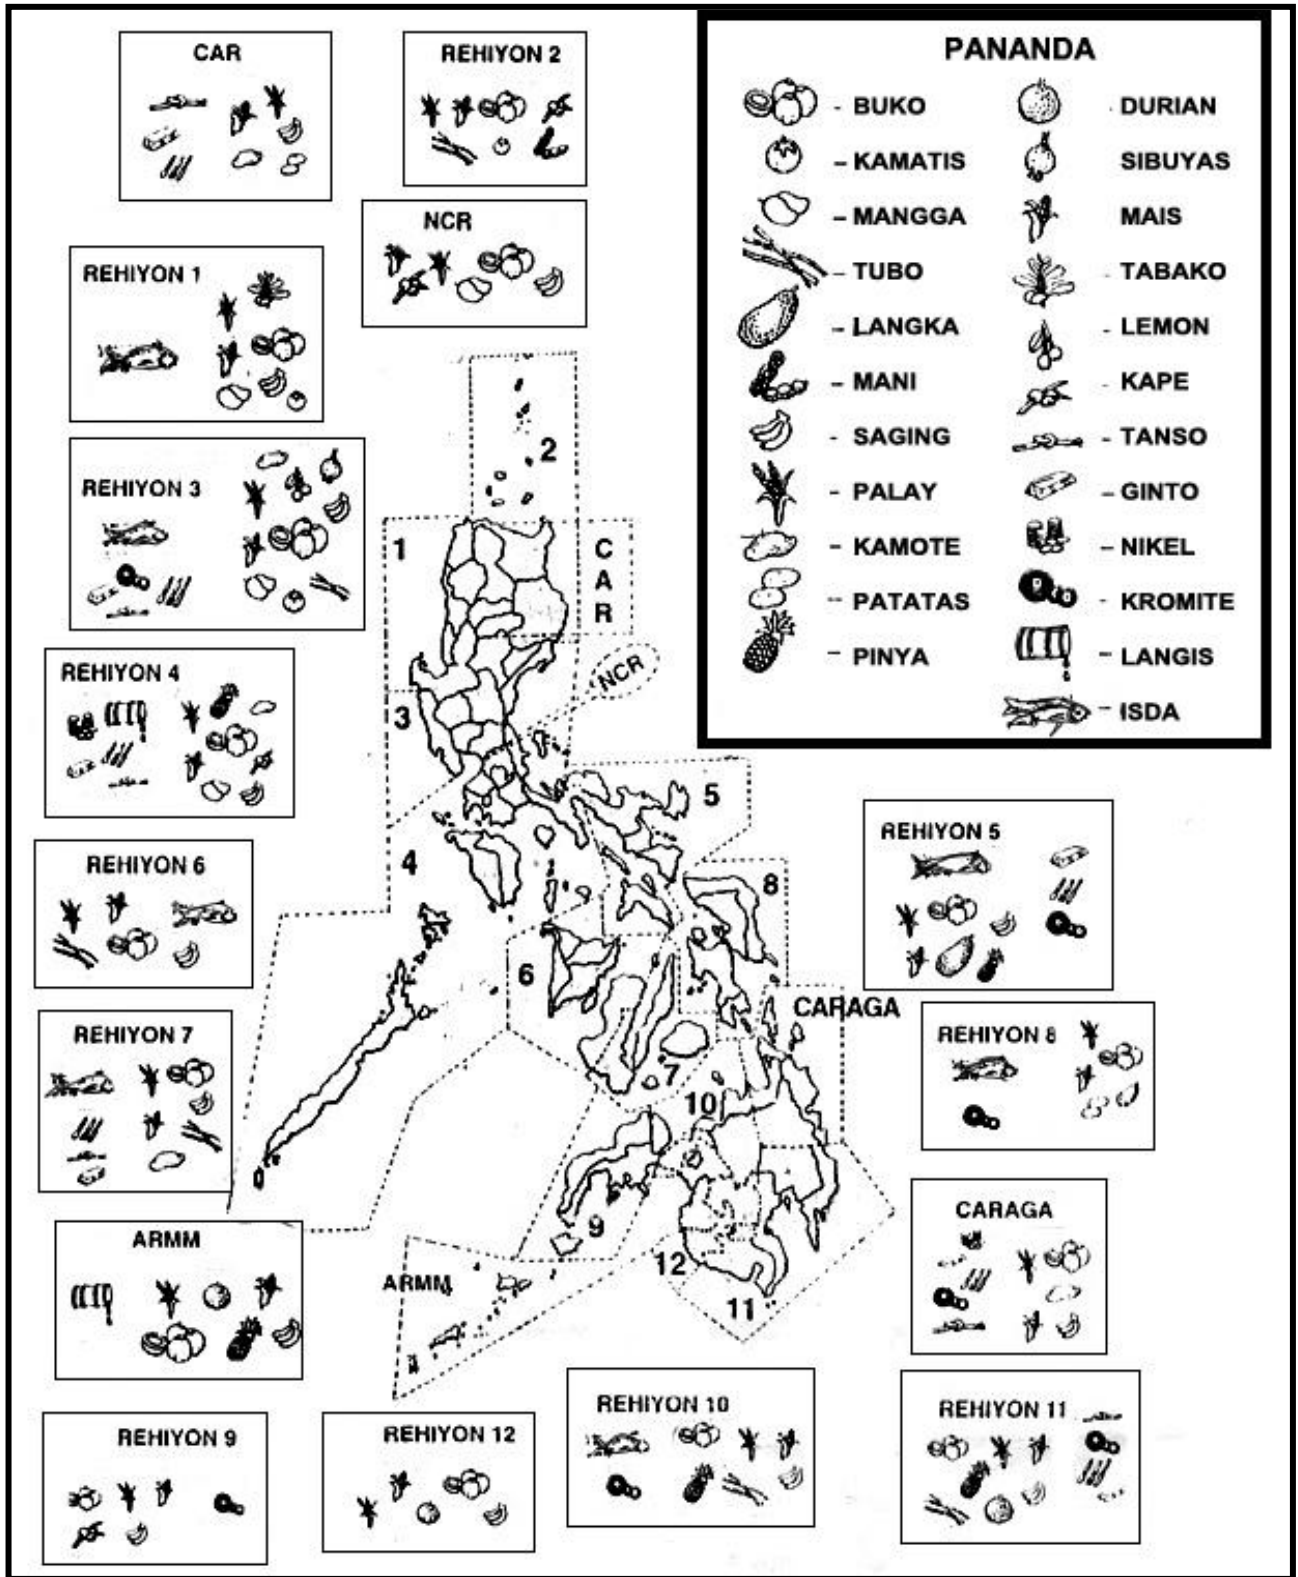 CAR
REHIYON 2
NCR
REHIYON 1
REHIYON 3
REHIYON 4
REHIYON 6
REHIYON 7
ARMM
REHIYON 9
REHIYON 12
REHIYON 10
REHIYON 11
CARAGA
REHIYON 8
REHIYON 5
PANANDA
- BUKO
- KAMATIS
- MANGGA
- TUBO
- LANGKA
- MANI
- SAGING
- PALAY
- KAMOTE
- PATATAS
- PINYA
- DURIAN
SIBUYAS
MAIS
- TABAKO
- LEMON
- KAPE
- TANSO
- GINTO
- NIKEL
- KROMITE
- LANGIS
- ISDA
2
1
C
A
R
NCR
3
5
4
8
6
CARAGA
7
10
9
12
ARMM
11